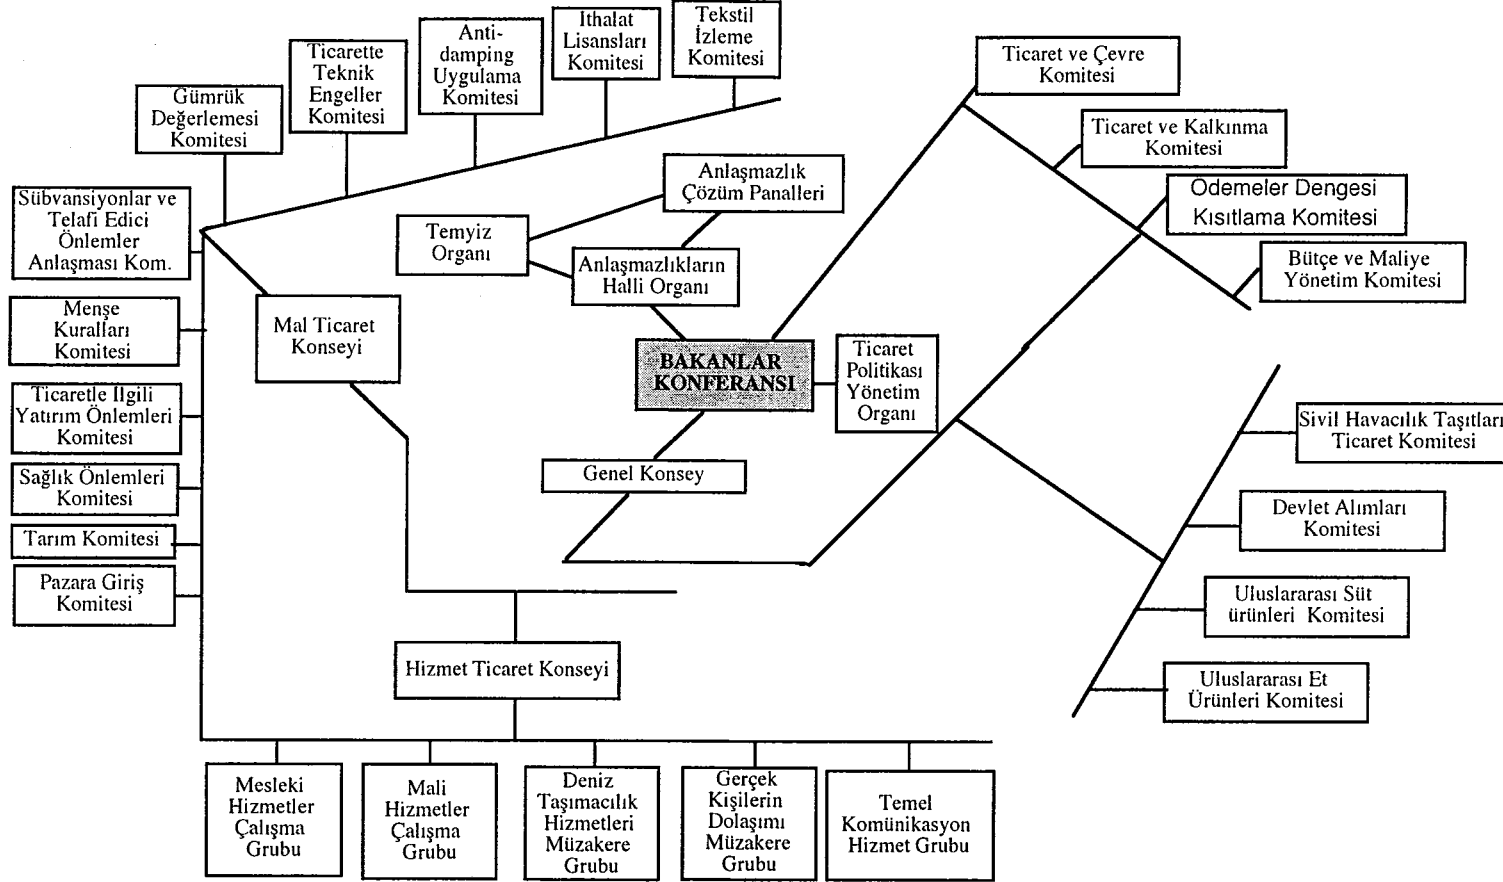 Tekstil
İzleme
Komitesi
Ithalat
Lisansları
Komitesi
Anti-
damping
Uygulama
Komitesi
Ticarette
Teknik
Engeller
Komitesi
Gümrük
Değerlemesi
Komitesi
Ticaret ve Çevre
Komitesi
Ticaret ve Kalkınma
Komitesi
Odemeler Dengesi
Kısıtlama Komitesi
Bütçe ve Maliye
Yönetim Komitesi
Anlaşmazlık
Çözüm Panalleri
Temyiz
Organı
Anlaşmazlıkların
Halli Organı
Sübvansiyonlar ve
Telafi Edici
Önlemler
Anlaşması Kom.
Menşe
Kuralları
Komitesi
Mal Ticaret
Konseyi
BAKANLAR
KONFERANSI
Ticaret
Politikası
Yönetim
Organı
Ticaretle Ilgili
Yatırım Önlemleri
Komitesi
Genel Konsey
Sağlık Önlemleri
Komitesi
Tarım Komitesi
Pazara Giriş
Komitesi
Sivil Havacılık Taşıtları
Ticaret Komitesi
Devlet Alımları
Komitesi
Uluslararası Süt
ürünleri Komitesi
Uluslararası Et
Ürünleri Komitesi
Hizmet Ticaret Konseyi
Mesleki
Hizmetler
Çalışma
Grubu
Mali
Hizmetler
Çalışma
Grubu
Deniz
Taşımacılık
Hizmetleri
Müzakere
Grubu
Gerçek
Kişilerin
Dolaşımı
Müzakere
Grubu
Temel
Komünikasyon
Hizmet Grubu